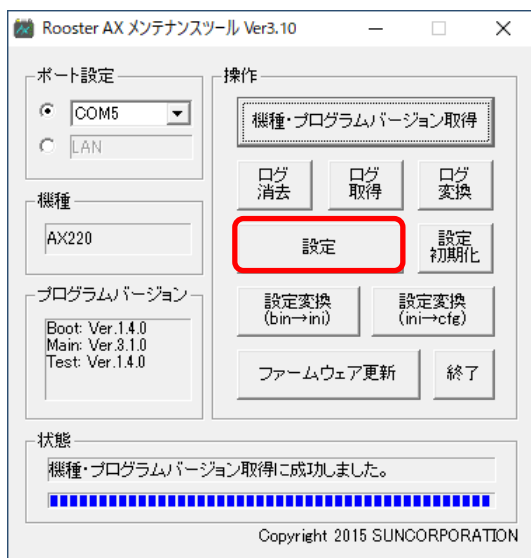 Rooster AX メンテナンスツール Ver3.10
ポート設定
COM5
LAN
機種
AX220
プログラムバージョン
Boot: Ver.1.4.0
Main: Ver.3.1.0
Test: Ver.1.4.0
操作
機種・プログラムバージョン取得
ログ
消去
ログ
取得
ログ
変換
設定
設定
初期化
設定変換
(bin→ini)
設定変換
(ini→cfg)
ファームウェア更新
終了
状態
機種・プログラムバージョン取得に成功しました。
Copyright 2015 SUNCORPORATION